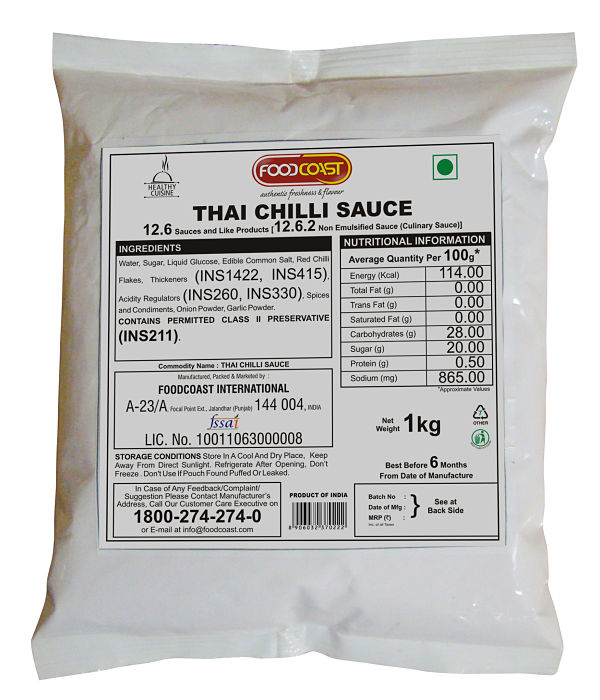 HEALTHY
CUISINE
FOODCOAST
authentic freshness & flavour
THAI CHILLI SAUCE
12.6 Sauces and Like Products [12.6.2 Non Emulsified Sauce (Culinary Sauce)]
INGREDIENTS
Water, Sugar, Liquid Glucose, Edible Common Salt, Red Chilli
Flakes, Thickeners (INS1422, INS415),
Acidity Regulators (INS260, INS330), Spices
and Condiments, Onion Powder, Garlic Powder.
CONTAINS PERMITTED CLASS II PRESERVATIVE
(INS211).
NUTRITIONAL INFORMATION
Average Quantity Per 100g*
Energy (Kcal) 114.00
Total Fat (g) 0.00
Trans Fat (g) 0.00
Saturated Fat (g) 0.00
Carbohydrates (g) 28.00
Sugar (g) 20.00
Protein (g) 0.50
Sodium (mg) 865.00
*Approximate Values
Commodity Name : THAI CHILLI SAUCE
Manufactured, Packed & Marketed by :
FOODCOAST INTERNATIONAL
A-23/A, Focal Point Ext., Jalandhar (Punjab) 144 004, INDIA
fssai
LIC. No. 10011063000008
Net
Weight 1kg
OTHER
STORAGE CONDITIONS Store In A Cool And Dry Place, Keep
Away From Direct Sunlight. Refrigerate After Opening, Don't
Freeze . Don't Use If Pouch Found Puffed Or Leaked.
Best Before 6 Months
From Date of Manufacture
In Case of Any Feedback/Complaint/
Suggestion Please Contact Manufacturer's
Address, Call Our Customer Care Executive on
1800-274-274-0
or E-mail at info@foodcoast.com
PRODUCT OF INDIA
8 906032 370222
Batch No :
Date of Mfg :
MRP (₹) :
Inc. of all Taxes
} See at
Back Side